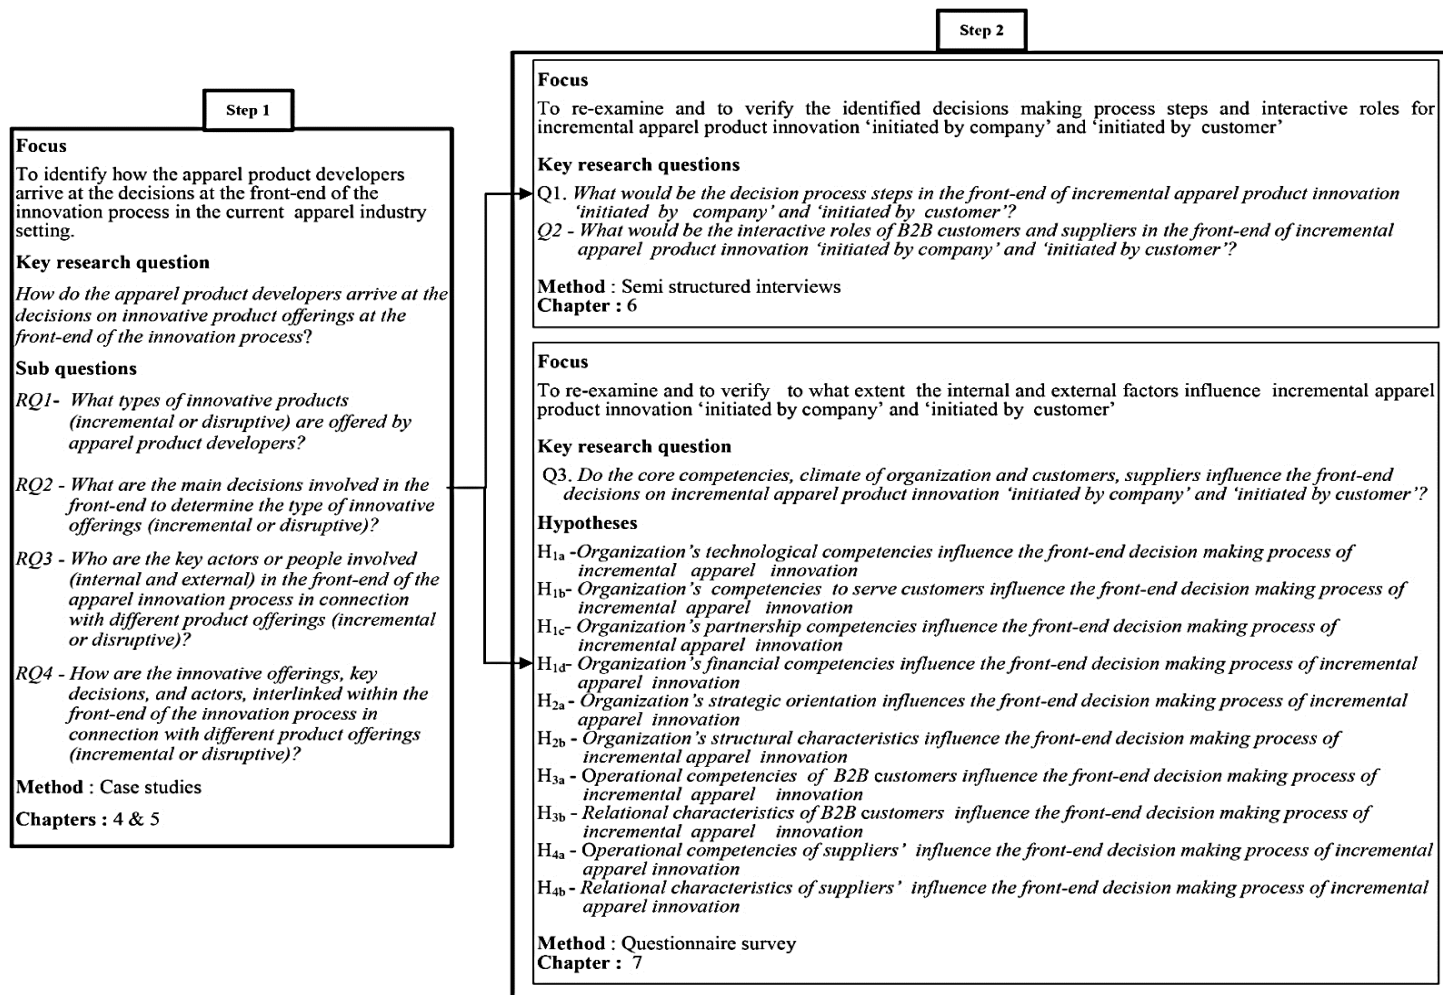 Step 1
Focus
To identify how the apparel product developers
arrive at the decisions at the front-end of the
innovation process in the current apparel industry
setting.
Key research question
How do the apparel product developers arrive at the
decisions on innovative product offerings at the
front-end of the innovation process?
Sub questions
RQ1- What types of innovative products
(incremental or disruptive) are offered by
apparel product developers?
RQ2 - What are the main decisions involved in the
front-end to determine the type of innovative
offerings (incremental or disruptive)?
RQ3 - Who are the key actors or people involved
(internal and external) in the front-end of the
apparel innovation process in connection
with different product offerings (incremental
or disruptive)?
RQ4 - How are the innovative offerings, key
decisions, and actors, interlinked within the
front-end of the innovation process in
connection with different product offerings
(incremental or disruptive)?
Method : Case studies
Chapters : 4 & 5
Step 2
Focus
To re-examine and to verify the identified decisions making process steps and interactive roles for
incremental apparel product innovation ‘initiated by company’ and ‘initiated by customer’
Key research questions
Q1. What would be the decision process steps in the front-end of incremental apparel product innovation
‘initiated by company’ and ‘initiated by customer’?
Q2 - What would be the interactive roles of B2B customers and suppliers in the front-end of incremental
apparel product innovation ‘initiated by company’ and ‘initiated by customer’?
Method : Semi structured interviews
Chapter : 6
Focus
To re-examine and to verify to what extent the internal and external factors influence incremental apparel
product innovation ‘initiated by company’ and ‘initiated by customer’
Key research question
Q3. Do the core competencies, climate of organization and customers, suppliers influence the front-end
decisions on incremental apparel product innovation ‘initiated by company’ and ‘initiated by customer’?
Hypotheses
H1a -Organization’s technological competencies influence the front-end decision making process of
incremental apparel innovation
H1b- Organization’s competencies to serve customers influence the front-end decision making process of
incremental apparel innovation
H1c- Organization’s partnership competencies influence the front-end decision making process of
incremental apparel innovation
H1d- Organization’s financial competencies influence the front-end decision making process of incremental
apparel innovation
H2a - Organization’s strategic orientation influences the front-end decision making process of incremental
apparel innovation
H2b - Organization’s structural characteristics influence the front-end decision making process of
incremental apparel innovation
H3a - Operational competencies of B2B customers influence the front-end decision making process of
incremental apparel innovation
H3b - Relational characteristics of B2B customers influence the front-end decision making process of
incremental apparel innovation
H4a - Operational competencies of suppliers’ influence the front-end decision making process of incremental
apparel innovation
H4b- Relational characteristics of suppliers’ influence the front-end decision making process of incremental
apparel innovation
Method : Questionnaire survey
Chapter : 7